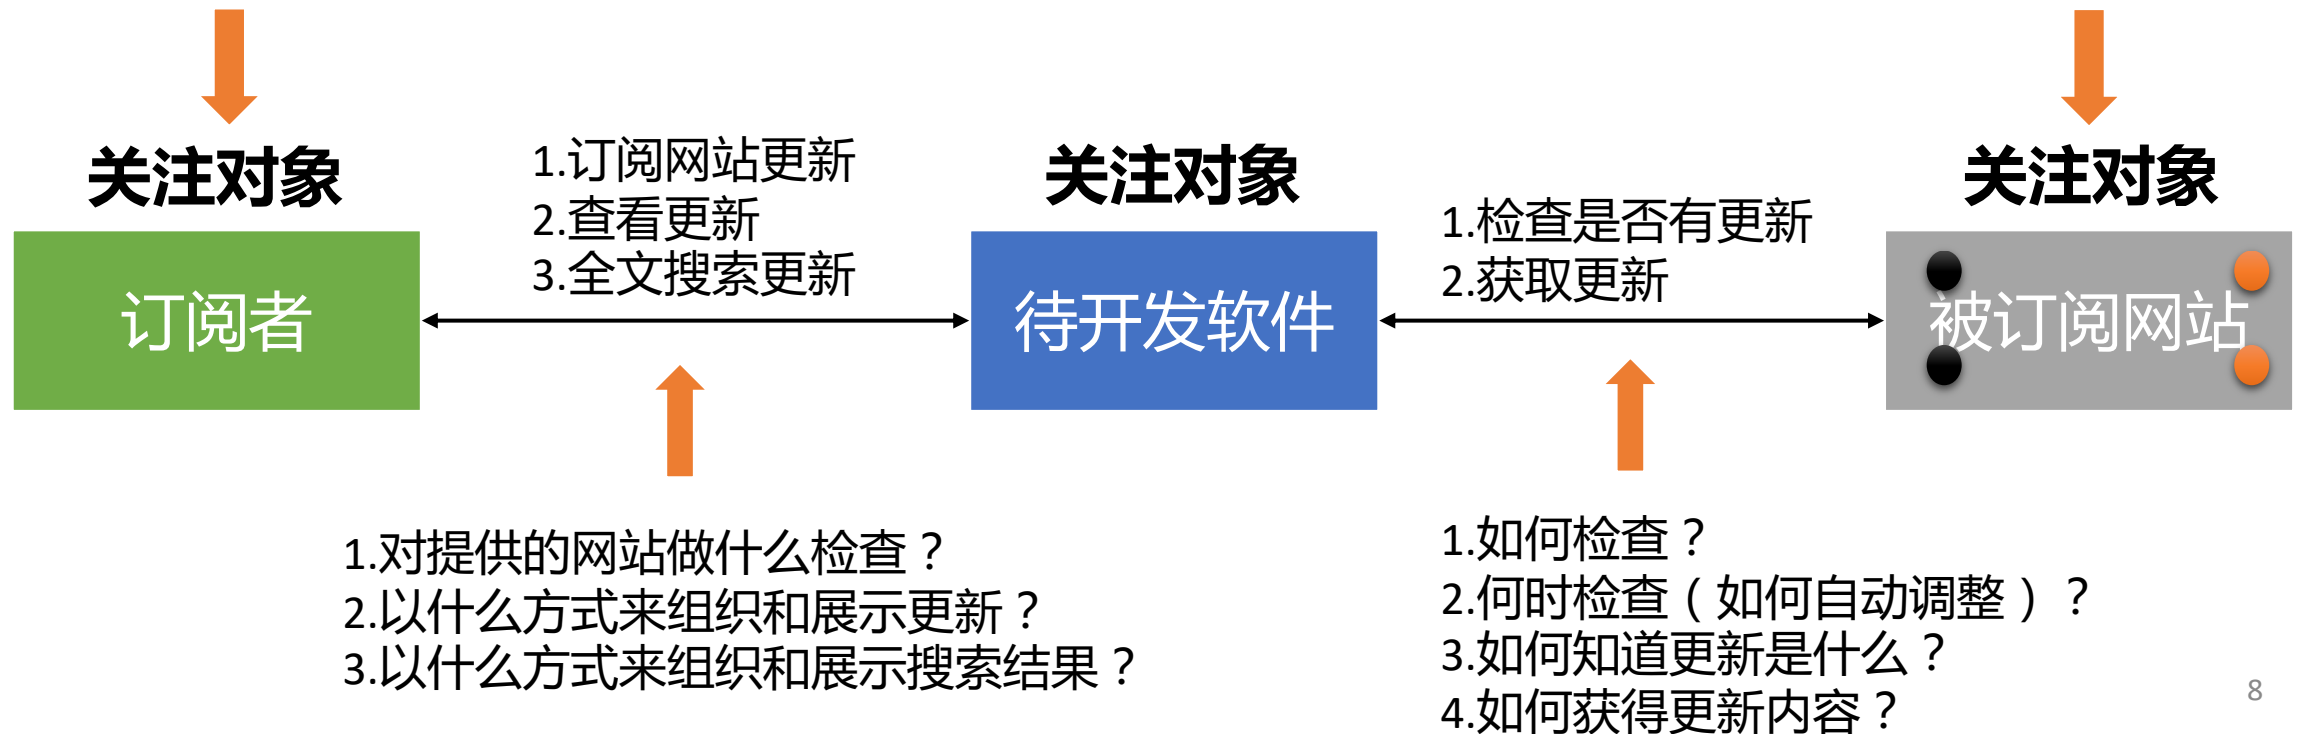 关注对象
订阅者
1.订阅网站更新
2.查看更新
3.全文搜索更新
关注对象
待开发软件
1.检查是否有更新
2.获取更新
关注对象
被订阅网站
1.对提供的网站做什么检查？
2.以什么方式来组织和展示更新？
3.以什么方式来组织和展示搜索结果？
1.如何检查？
2.何时检查（如何自动调整）？
3.如何知道更新是什么？
4.如何获得更新内容？
8